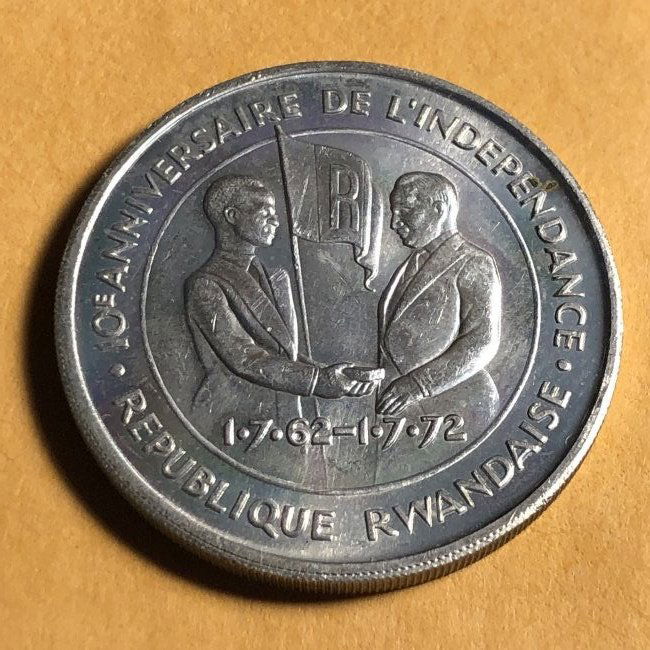 · 10E ANNIVERSAIRE DE L'INDEPENDANCE ·
R
1·7·62–1·7·72
REPUBLIQUE RWANDAISE